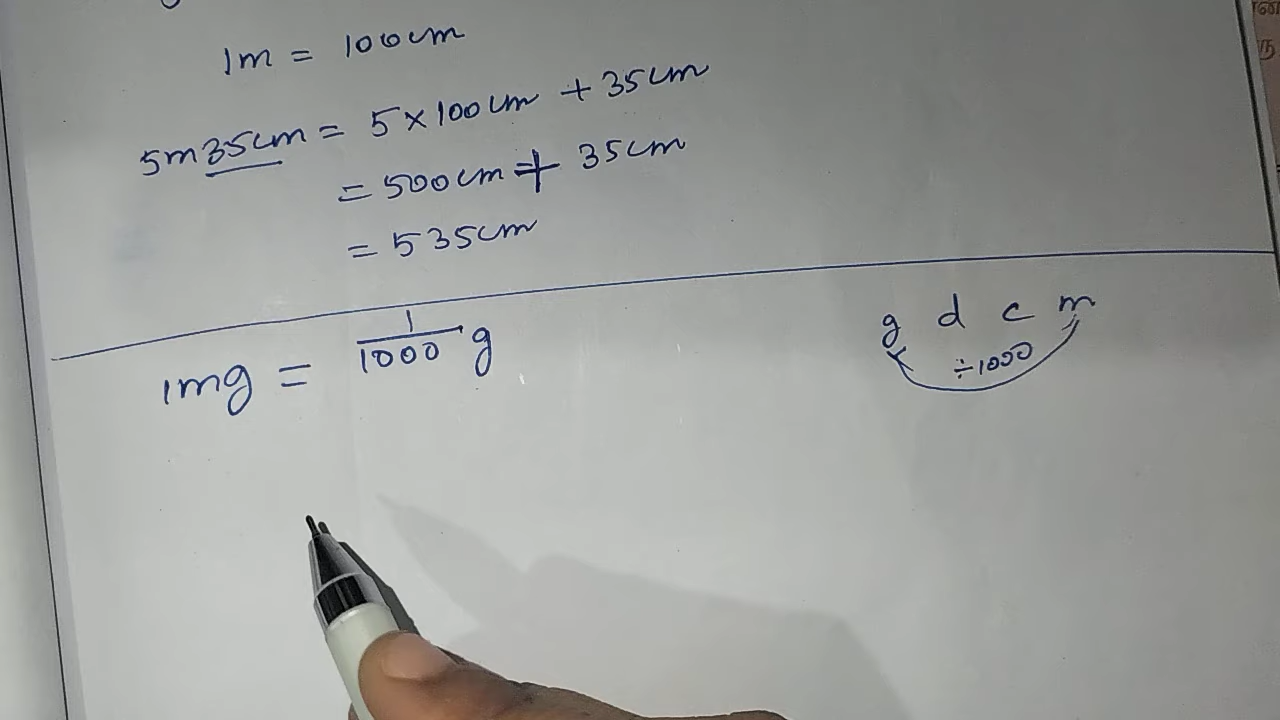 1m = 100cm
5m35cm = 5×100cm + 35cm
= 500cm + 35cm
= 535cm
1mg = 1/1000 g
g d c m
÷1000